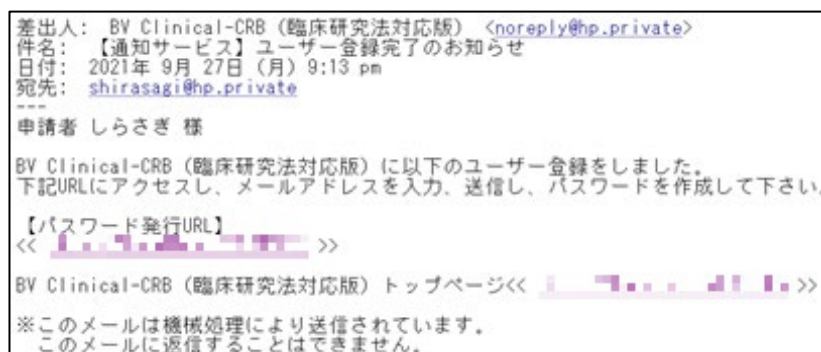 差出人: BV Clinical-CRB（臨床研究法対応版） <noreply@hp.private>
件名: 【通知サービス】ユーザー登録完了のお知らせ
日付: 2021年 9月 27日（月）9:13 pm
宛先: shirasagi@hp.private
---
申請者 しらさぎ 様
BV Clinical-CRB（臨床研究法対応版）に以下のユーザー登録をしました。
下記URLにアクセスし、メールアドレスを入力、送信し、パスワードを作成して下さい。
【パスワード発行URL】
<< >>
BV Clinical-CRB（臨床研究法対応版）トップページ<< >>
※このメールは機械処理により送信されています。
このメールに返信することはできません。